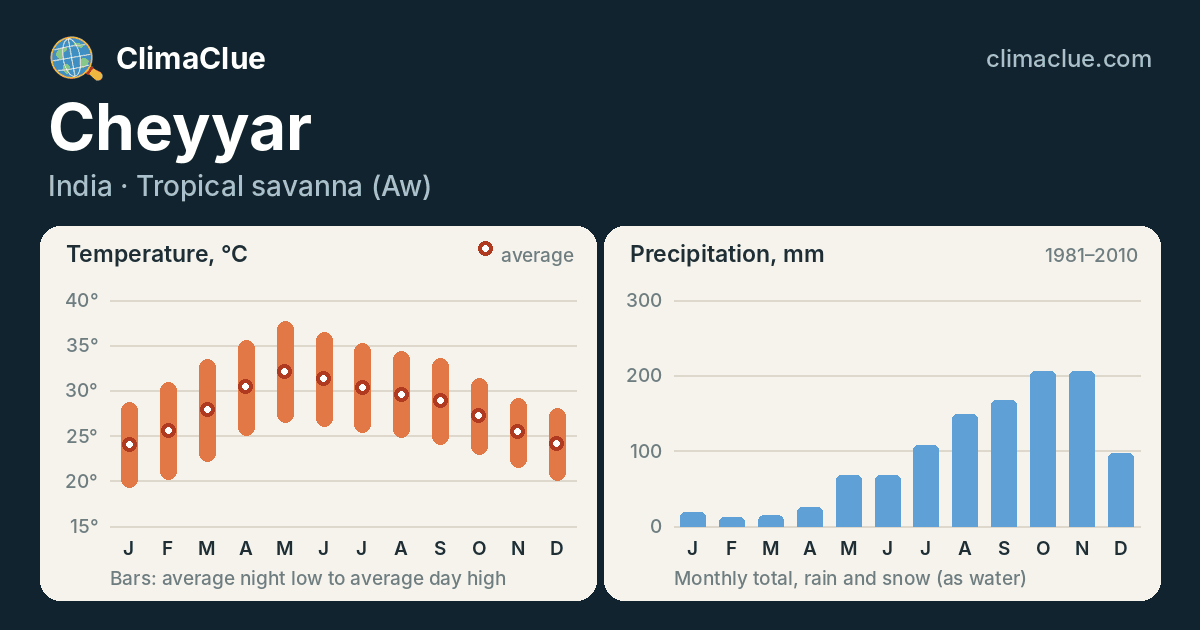 ClimaClue
climaclue.com
Cheyyar
India · Tropical savanna (Aw)
Temperature, °C
average
40°
35°
30°
25°
20°
15°
J F M A M J J A S O N D
Bars: average night low to average day high
Precipitation, mm
1981–2010
300
200
100
0
J F M A M J J A S O N D
Monthly total, rain and snow (as water)